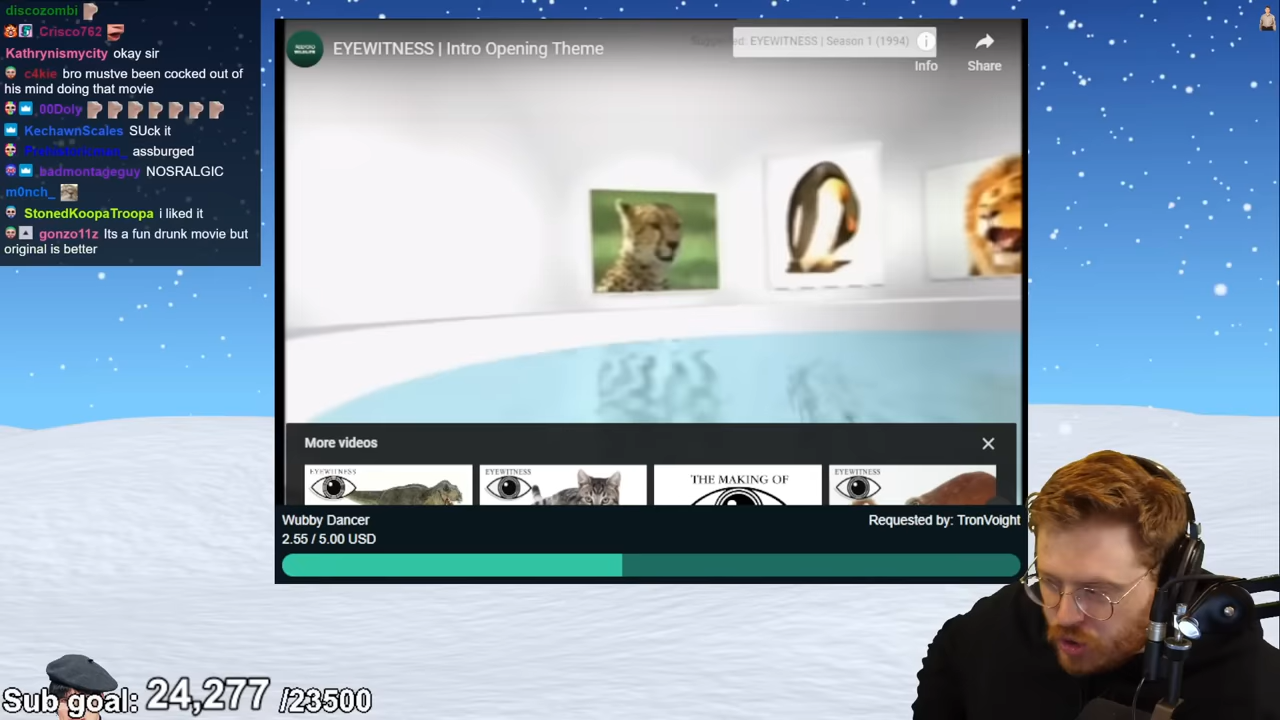 discozombi
Crisco762
Kathrynismycity okay sir
c4kie bro mustve been cocked out of
his mind doing that movie
00Doly
KechawnScales SUck it
assburged
badmontageguy NOSRALGIC
m0nch_
StonedKoopaTroopa i liked it
gonzo11z Its a fun drunk movie but
original is better
EYEWITNESS | Intro Opening Theme
Suggested: EYEWITNESS | Season 1 (1994)
Info
Share
More videos
EYEWITNESS
EYEWITNESS
THE MAKING OF
EYEWITNESS
Wubby Dancer
Requested by: TronVoight
2.55 / 5.00 USD
Sub goal: 24,277 /23500